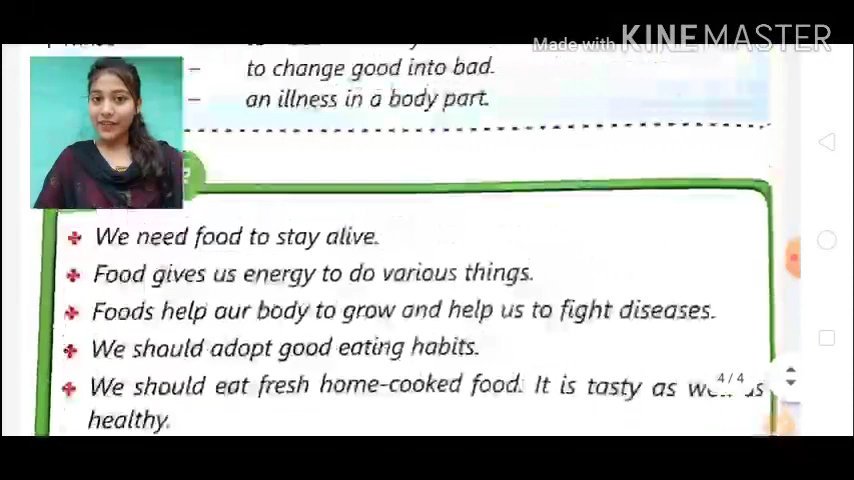 Made with KINEMASTER
– to change good into bad.
– an illness in a body part.
We need food to stay alive.
Food gives us energy to do various things.
Foods help our body to grow and help us to fight diseases.
We should adopt good eating habits.
We should eat fresh home-cooked food. It is tasty as well as
healthy.
4/4